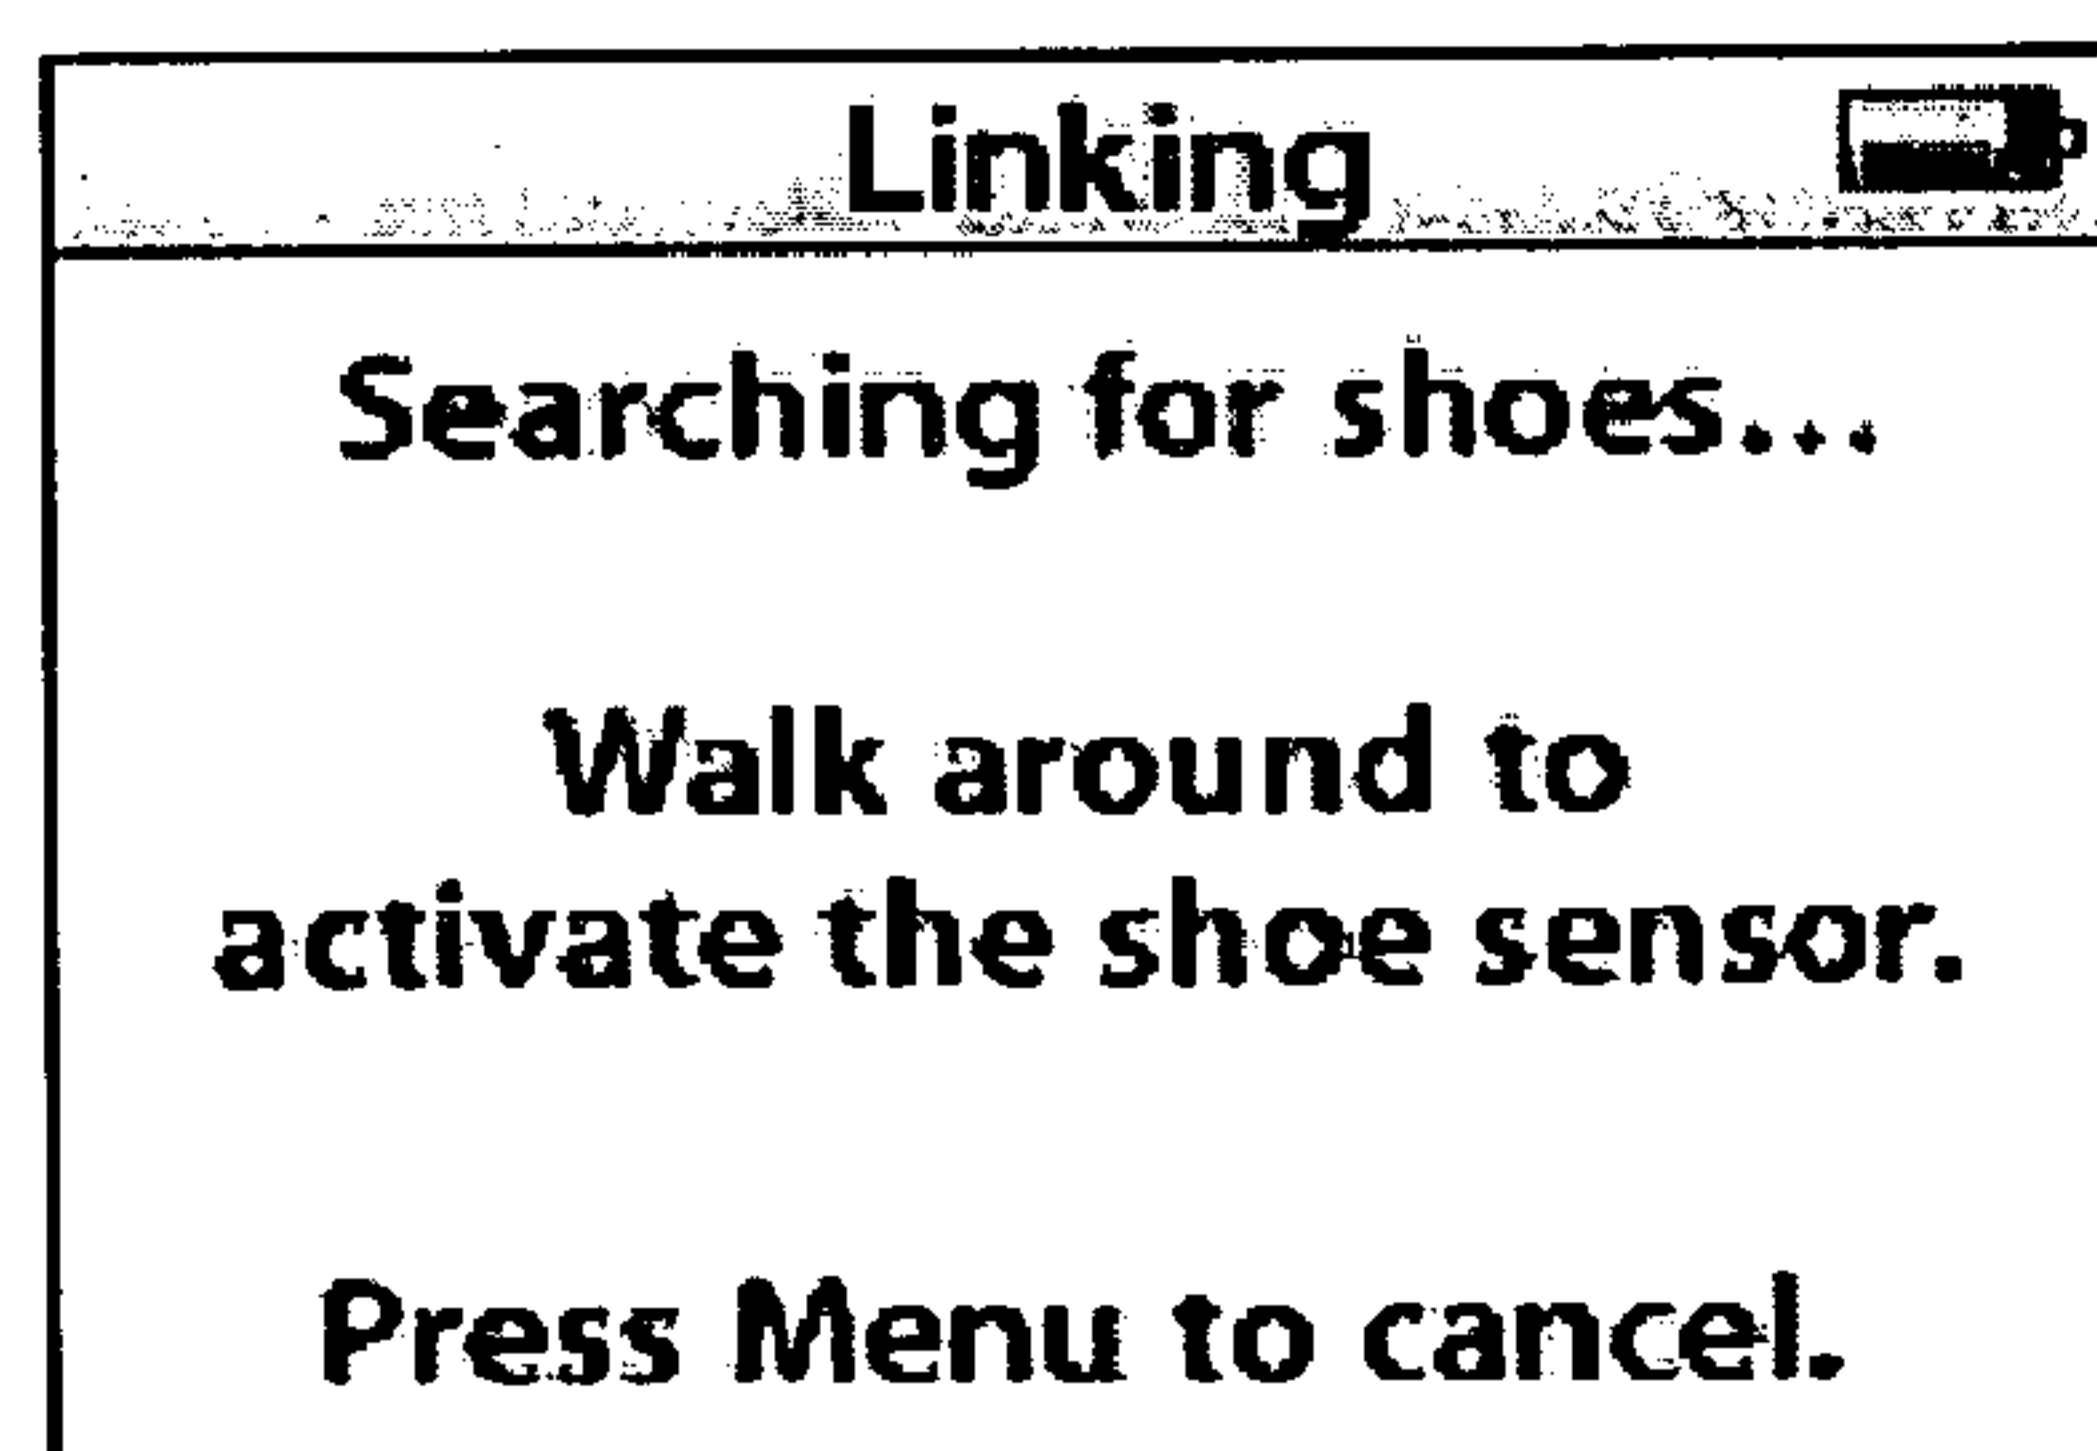 Linking
Searching for shoes...
Walk around to
activate the shoe sensor.
Press Menu to cancel.